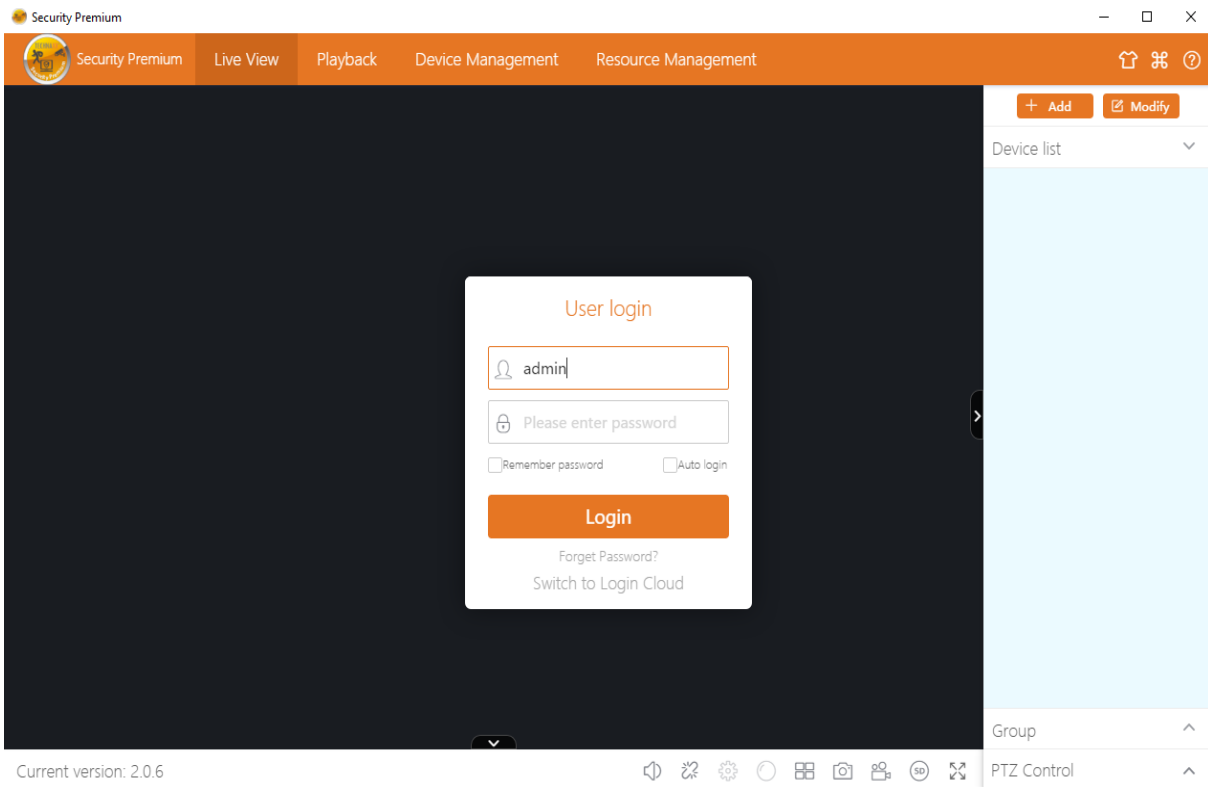 Security Premium
Security Premium
Live View
Playback
Device Management
Resource Management
+ Add
Modify
Device list
User login
admin
Please enter password
Remember password
Auto login
Login
Forget Password?
Switch to Login Cloud
Group
Current version: 2.0.6
SD
PTZ Control